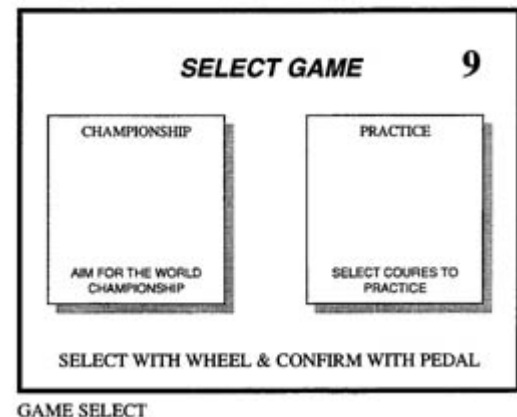 SELECT GAME 9
CHAMPIONSHIP
AIM FOR THE WORLD
CHAMPIONSHIP
PRACTICE
SELECT COURES TO
PRACTICE
SELECT WITH WHEEL & CONFIRM WITH PEDAL
GAME SELECT